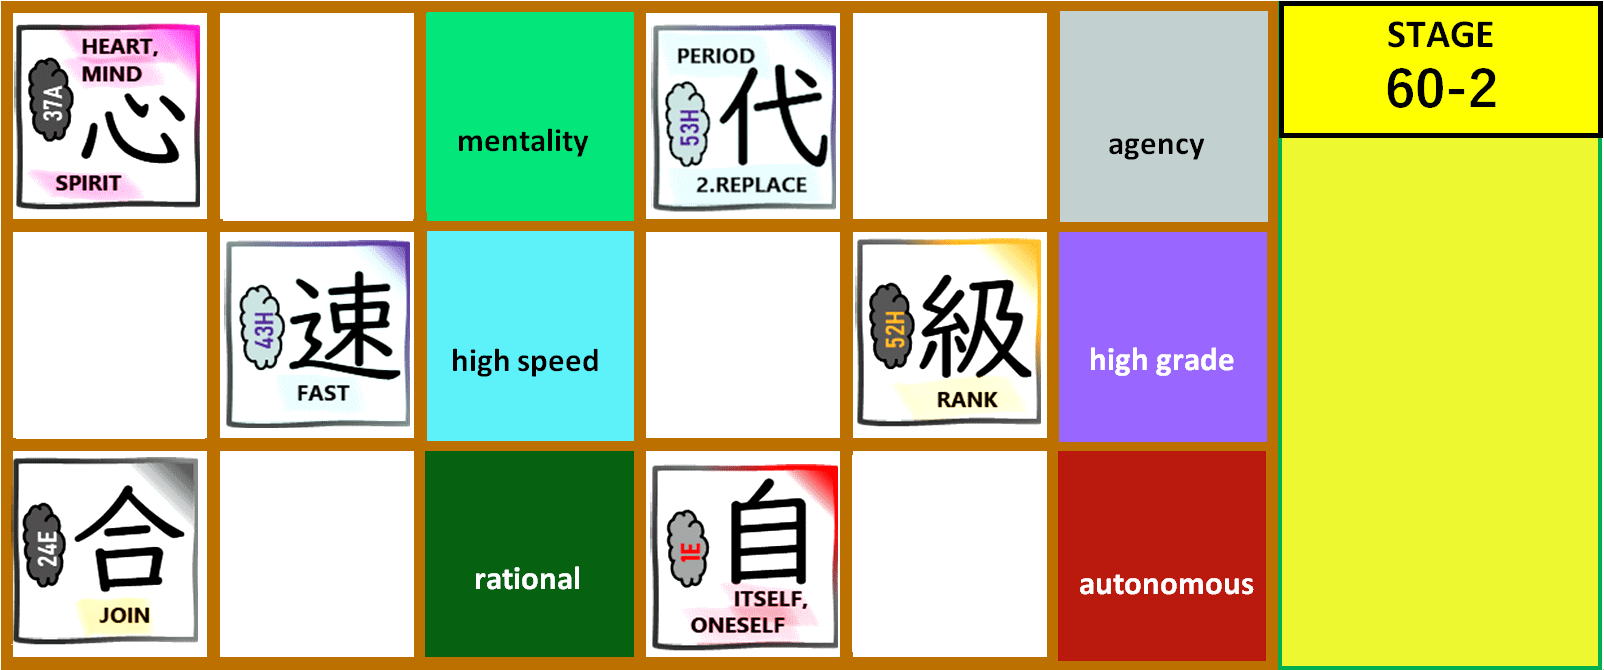 HEART,
MIND
37A
心
SPIRIT
mentality
PERIOD
53H
代
2.REPLACE
agency
STAGE
60-2
43H
速
FAST
high speed
52H
級
RANK
high grade
24E
合
JOIN
rational
1E
自
ITSELF,
ONESELF
autonomous